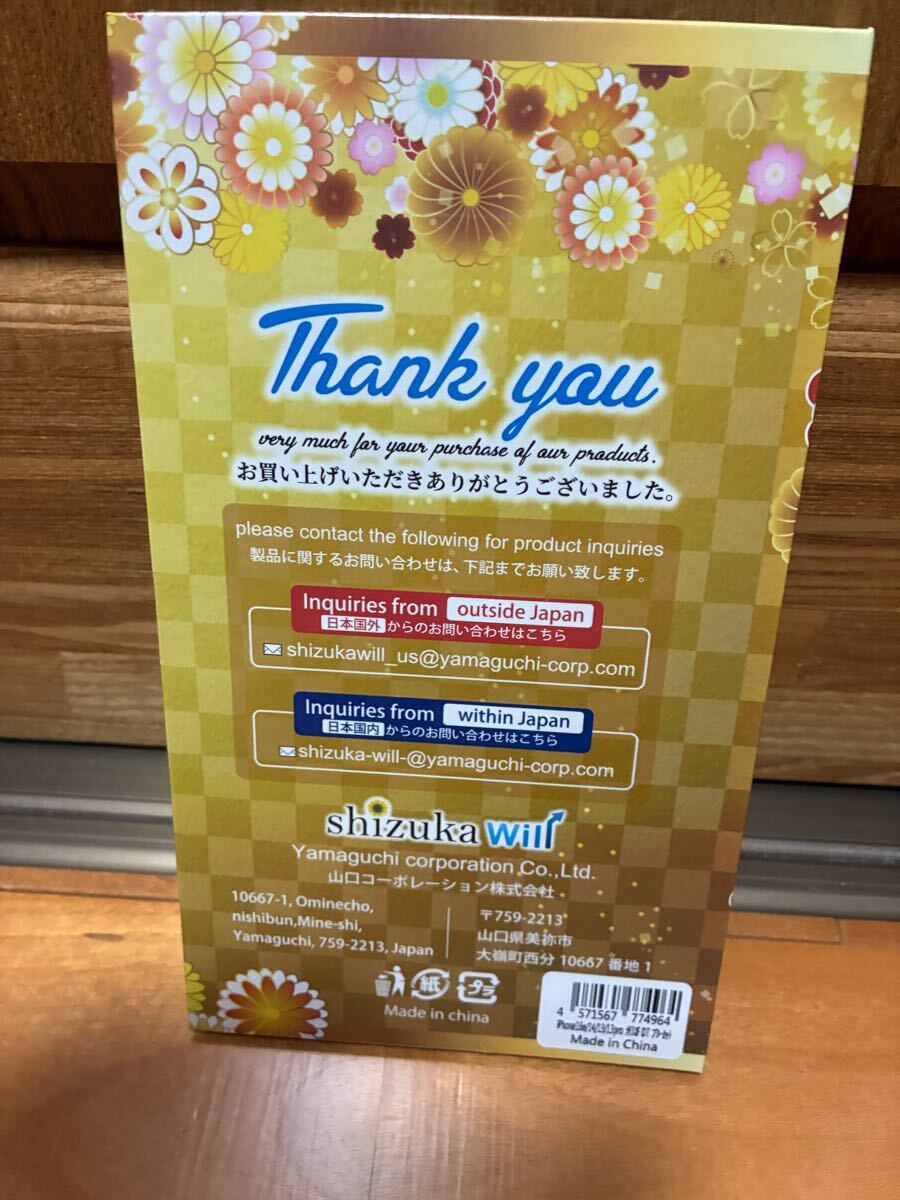 Thank you
very much for your purchase of our products.
お買い上げいただきありがとうございました。
please contact the following for product inquiries
製品に関するお問い合わせは、下記までお願い致します。
Inquiries from outside Japan
日本国外からのお問い合わせはこちら
shizukawill_us@yamaguchi-corp.com
Inquiries from within Japan
日本国内からのお問い合わせはこちら
shizuka-will-@yamaguchi-corp.com
shizuka will
Yamaguchi corporation Co.,Ltd.
山口コーポレーション株式会社
10667-1, Ominecho,
nishibun,Mine-shi,
Yamaguchi, 759-2213, Japan
〒759-2213
山口県美祢市
大嶺町西分 10667 番地 1
紙 プラ
Made in china
4 571567 774964
iPhone16e/14/13/13pro
Made in China